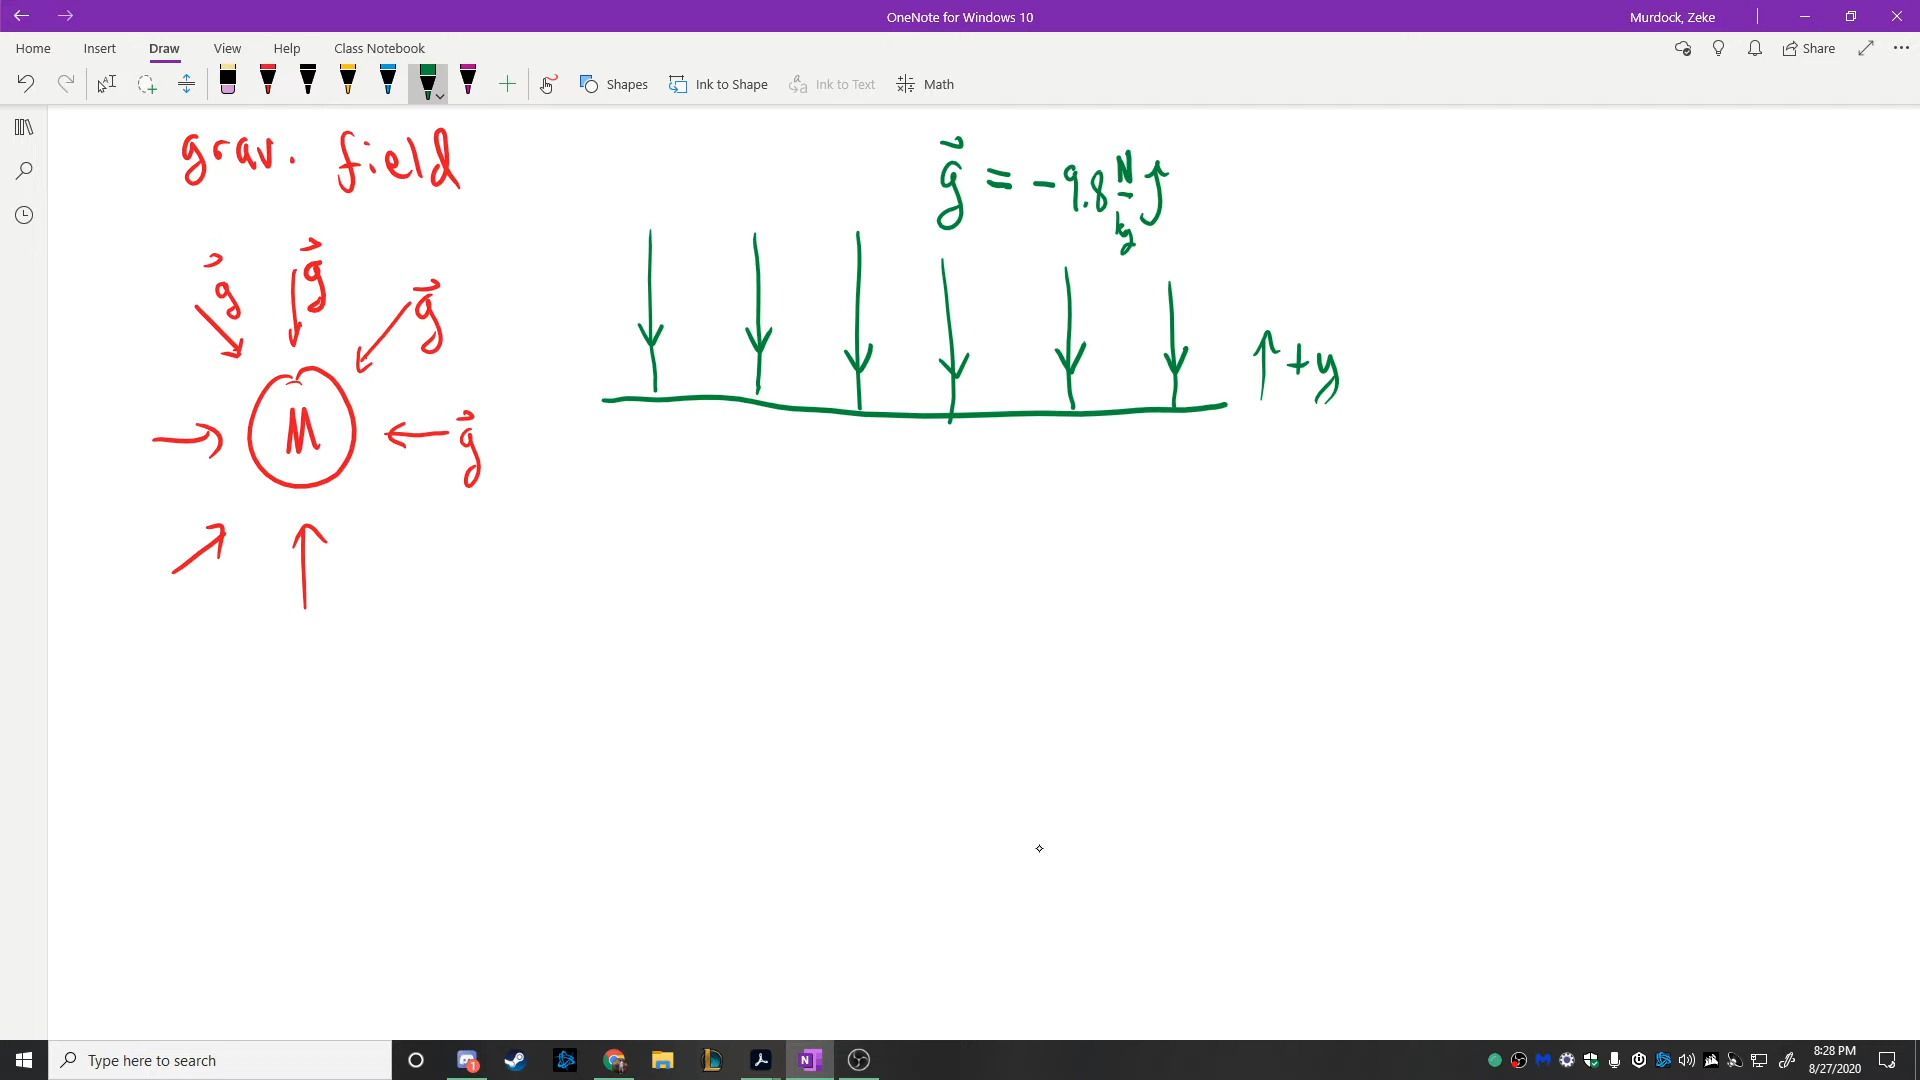 OneNote for Windows 10
Murdock, Zeke
Home Insert Draw View Help Class Notebook
Share
Shapes Ink to Shape Ink to Text Math
grav. field
g⃗ = -9.8 N/kg ĵ
g⃗ g⃗ g⃗
+y
M
g⃗
Type here to search
8:28 PM
8/27/2020